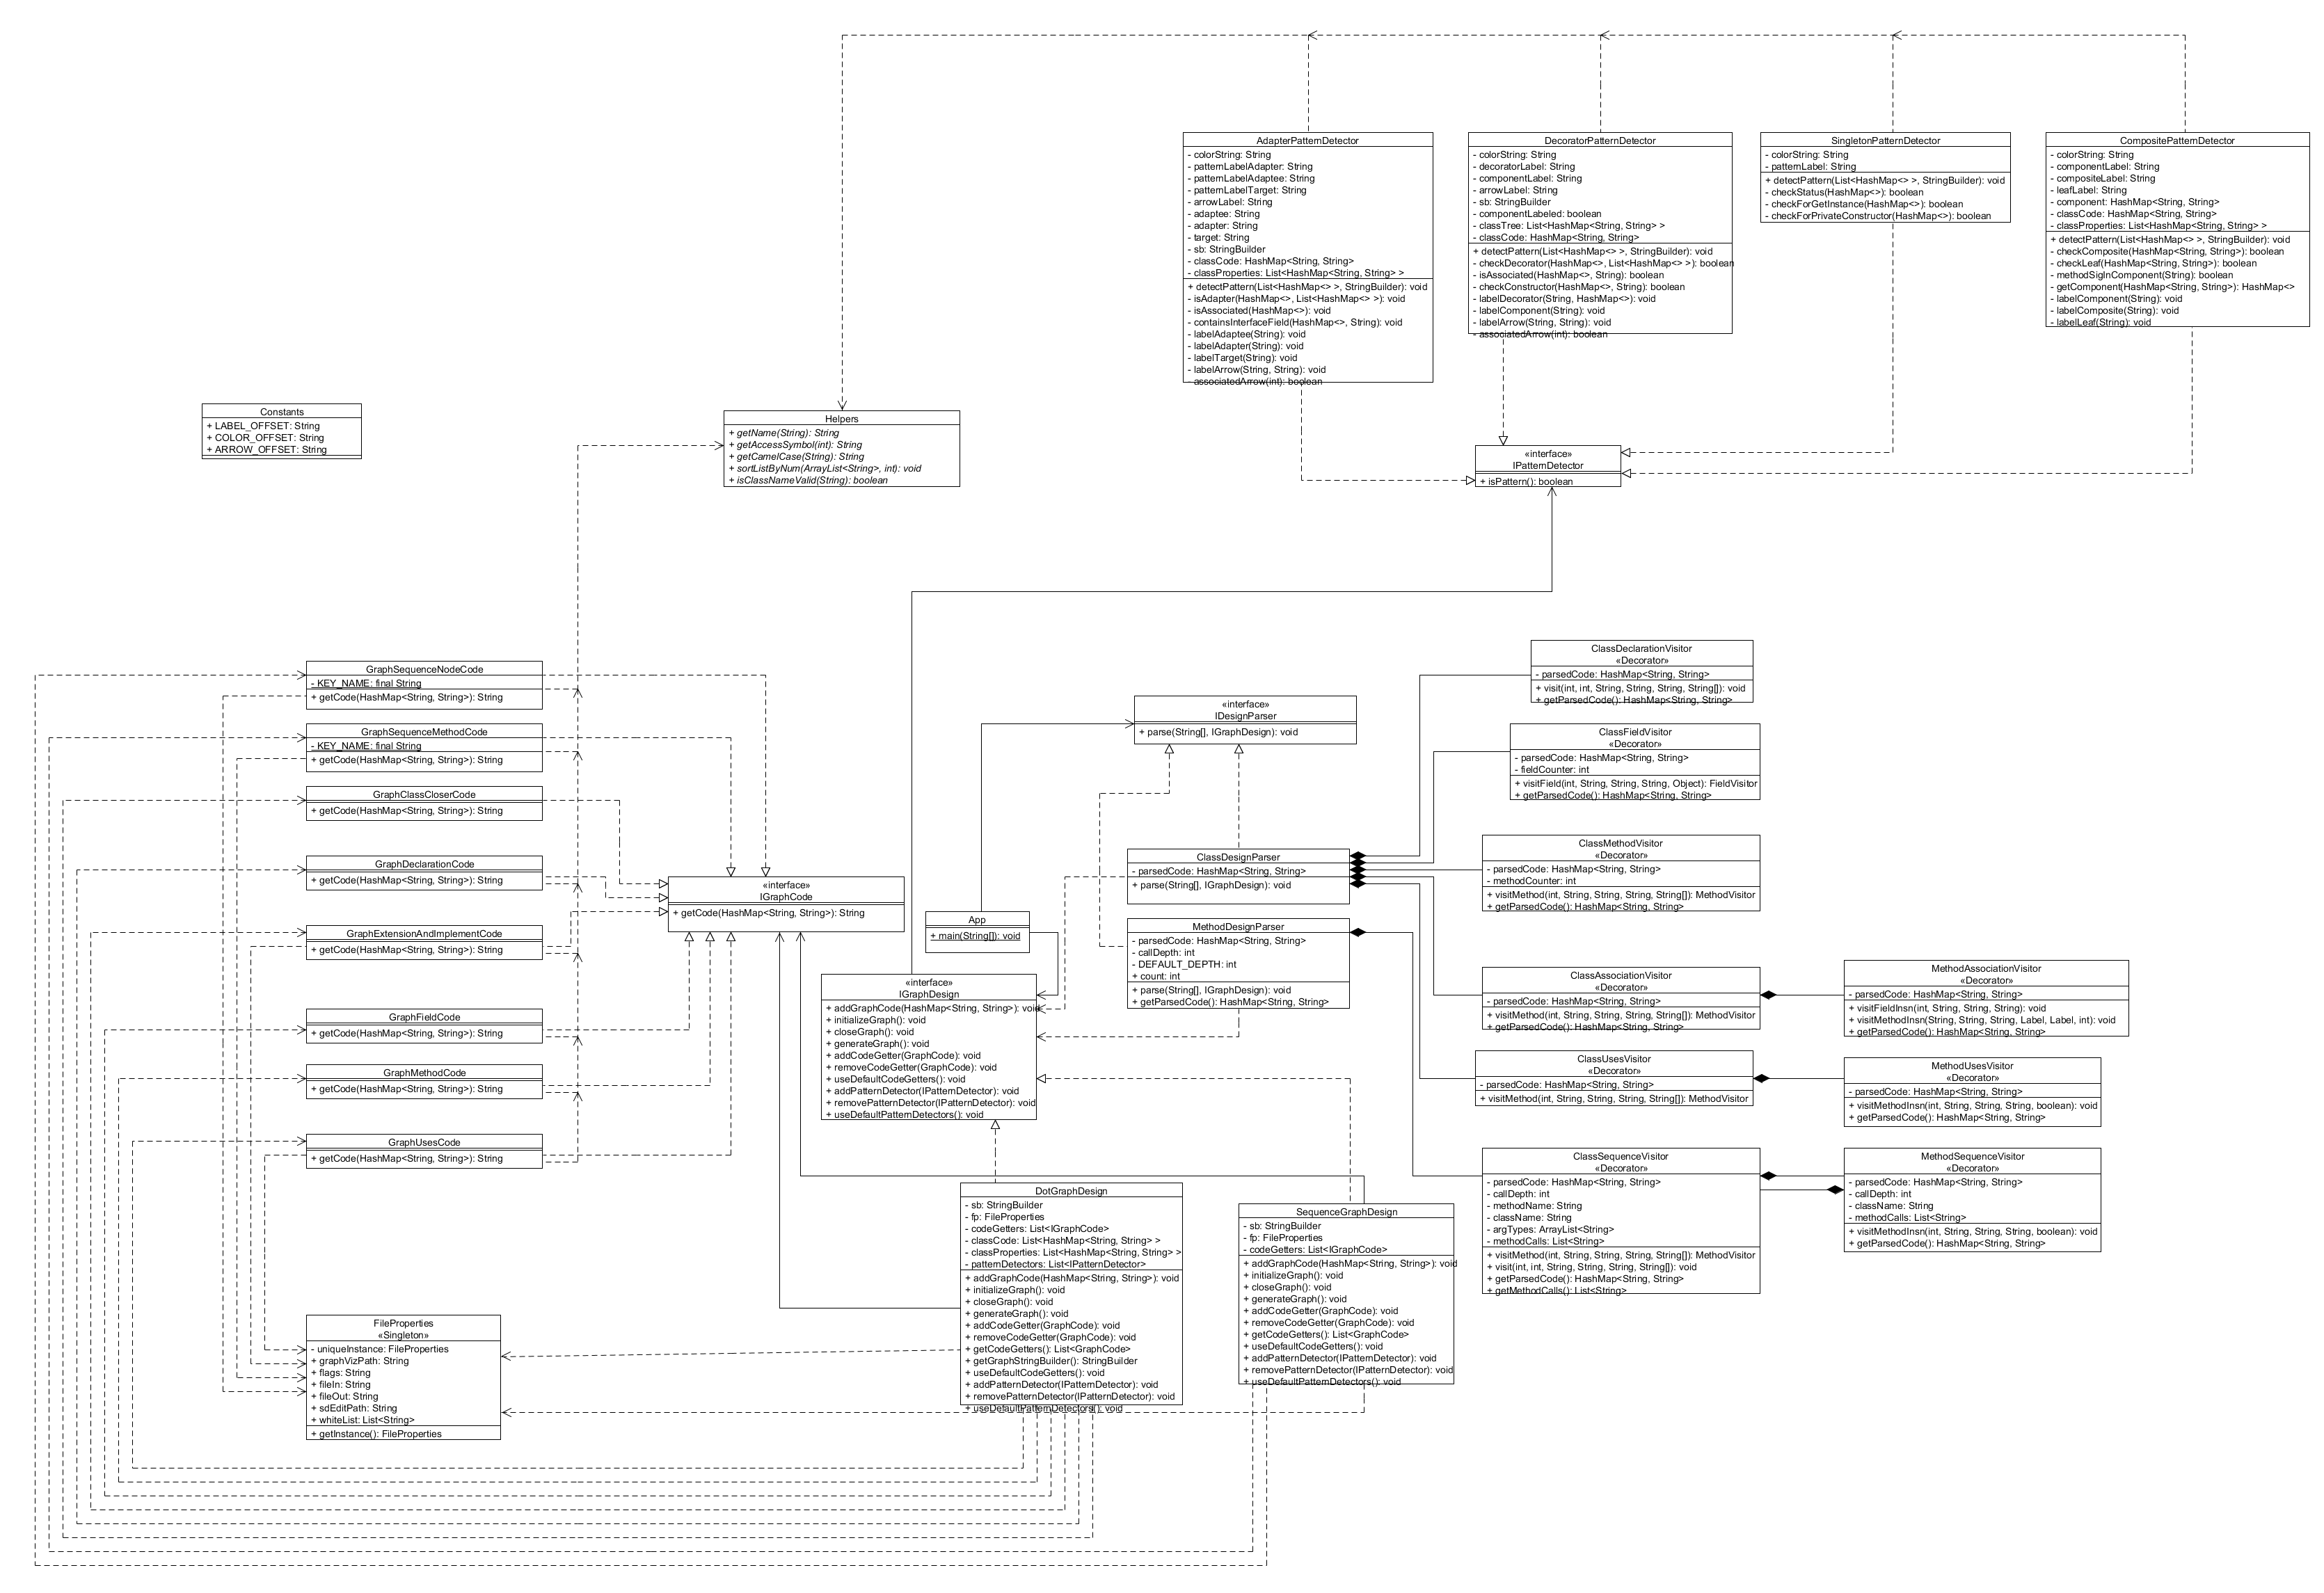 AdapterPatternDetector
- colorString: String
- patternLabelAdapter: String
- patternLabelAdaptee: String
- patternLabelTarget: String
- arrowLabel: String
- adaptee: String
- adapter: String
- target: String
- sb: StringBuilder
- classCode: HashMap<String, String>
- classProperties: List<HashMap<String, String> >
+ detectPattern(List<HashMap<> >, StringBuilder): void
- isAdapter(HashMap<>, List<HashMap<> >): void
- isAssociated(HashMap<>): void
- containsInterfaceField(HashMap<>, String): void
- labelAdaptee(String): void
- labelAdapter(String): void
- labelTarget(String): void
- labelArrow(String, String): void
- associatedArrow(int): boolean
DecoratorPatternDetector
- colorString: String
- decoratorLabel: String
- componentLabel: String
- arrowLabel: String
- sb: StringBuilder
- componentLabeled: boolean
- classTree: List<HashMap<String, String> >
- classCode: HashMap<String, String>
+ detectPattern(List<HashMap<> >, StringBuilder): void
- checkDecorator(HashMap<>, List<HashMap<> >): boolean
- isAssociated(HashMap<>, String): boolean
- checkConstructor(HashMap<>, String): boolean
- labelDecorator(String, HashMap<>): void
- labelComponent(String): void
- labelArrow(String, String): void
- associatedArrow(int): boolean
SingletonPatternDetector
- colorString: String
- patternLabel: String
+ detectPattern(List<HashMap<> >, StringBuilder): void
- checkStatus(HashMap<>): boolean
- checkForGetInstance(HashMap<>): boolean
- checkForPrivateConstructor(HashMap<>): boolean
CompositePatternDetector
- colorString: String
- componentLabel: String
- compositeLabel: String
- leafLabel: String
- component: HashMap<String, String>
- classCode: HashMap<String, String>
- classProperties: List<HashMap<String, String> >
+ detectPattern(List<HashMap<> >, StringBuilder): void
- checkComposite(HashMap<String, String>): boolean
- checkLeaf(HashMap<String, String>): boolean
- methodSigInComponent(String): boolean
- getComponent(HashMap<String, String>): HashMap<>
- labelComponent(String): void
- labelComposite(String): void
- labelLeaf(String): void
Constants
+ LABEL_OFFSET: String
+ COLOR_OFFSET: String
+ ARROW_OFFSET: String
Helpers
+ getName(String): String
+ getAccessSymbol(int): String
+ getCamelCase(String): String
+ sortListByNum(ArrayList<String>, int): void
+ isClassNameValid(String): boolean
«interface»
IPatternDetector
+ isPattern(): boolean
GraphSequenceNodeCode
- KEY_NAME: final String
+ getCode(HashMap<String, String>): String
GraphSequenceMethodCode
- KEY_NAME: final String
+ getCode(HashMap<String, String>): String
GraphClassCloserCode
+ getCode(HashMap<String, String>): String
GraphDeclarationCode
+ getCode(HashMap<String, String>): String
GraphExtensionAndImplementCode
+ getCode(HashMap<String, String>): String
GraphFieldCode
+ getCode(HashMap<String, String>): String
GraphMethodCode
+ getCode(HashMap<String, String>): String
GraphUsesCode
+ getCode(HashMap<String, String>): String
«interface»
IGraphCode
+ getCode(HashMap<String, String>): String
App
+ main(String[]): void
«interface»
IGraphDesign
+ addGraphCode(HashMap<String, String>): void
+ initializeGraph(): void
+ closeGraph(): void
+ generateGraph(): void
+ addCodeGetter(GraphCode): void
+ removeCodeGetter(GraphCode): void
+ useDefaultCodeGetters(): void
+ addPatternDetector(IPatternDetector): void
+ removePatternDetector(IPatternDetector): void
+ useDefaultPatternDetectors(): void
«interface»
IDesignParser
+ parse(String[], IGraphDesign): void
ClassDesignParser
- parsedCode: HashMap<String, String>
+ parse(String[], IGraphDesign): void
MethodDesignParser
- parsedCode: HashMap<String, String>
- callDepth: int
- DEFAULT_DEPTH: int
+ count: int
+ parse(String[], IGraphDesign): void
+ getParsedCode(): HashMap<String, String>
ClassDeclarationVisitor
«Decorator»
- parsedCode: HashMap<String, String>
+ visit(int, int, String, String, String, String[]): void
+ getParsedCode(): HashMap<String, String>
ClassFieldVisitor
«Decorator»
- parsedCode: HashMap<String, String>
- fieldCounter: int
+ visitField(int, String, String, String, Object): FieldVisitor
+ getParsedCode(): HashMap<String, String>
ClassMethodVisitor
«Decorator»
- parsedCode: HashMap<String, String>
- methodCounter: int
+ visitMethod(int, String, String, String, String[]): MethodVisitor
+ getParsedCode(): HashMap<String, String>
ClassAssociationVisitor
«Decorator»
- parsedCode: HashMap<String, String>
+ visitMethod(int, String, String, String, String[]): MethodVisitor
+ getParsedCode(): HashMap<String, String>
MethodAssociationVisitor
«Decorator»
- parsedCode: HashMap<String, String>
+ visitFieldInsn(int, String, String, String): void
+ visitMethodInsn(String, String, String, Label, Label, int): void
+ getParsedCode(): HashMap<String, String>
ClassUsesVisitor
«Decorator»
- parsedCode: HashMap<String, String>
+ visitMethod(int, String, String, String, String[]): MethodVisitor
MethodUsesVisitor
«Decorator»
- parsedCode: HashMap<String, String>
+ visitMethodInsn(int, String, String, String, boolean): void
+ getParsedCode(): HashMap<String, String>
ClassSequenceVisitor
«Decorator»
- parsedCode: HashMap<String, String>
- callDepth: int
- methodName: String
- className: String
- argTypes: ArrayList<String>
- methodCalls: List<String>
+ visitMethod(int, String, String, String, String[]): MethodVisitor
+ visit(int, int, String, String, String, String[]): void
+ getParsedCode(): HashMap<String, String>
+ getMethodCalls(): List<String>
MethodSequenceVisitor
«Decorator»
- parsedCode: HashMap<String, String>
- callDepth: int
- className: String
- methodCalls: List<String>
+ visitMethodInsn(int, String, String, String, boolean): void
+ getParsedCode(): HashMap<String, String>
DotGraphDesign
- sb: StringBuilder
- fp: FileProperties
- codeGetters: List<IGraphCode>
- classCode: List<HashMap<String, String> >
- classProperties: List<HashMap<String, String> >
- patternDetectors: List<IPatternDetector>
+ addGraphCode(HashMap<String, String>): void
+ initializeGraph(): void
+ closeGraph(): void
+ generateGraph(): void
+ addCodeGetter(GraphCode): void
+ removeCodeGetter(GraphCode): void
+ getCodeGetters(): List<GraphCode>
+ getGraphStringBuilder(): StringBuilder
+ useDefaultCodeGetters(): void
+ addPatternDetector(IPatternDetector): void
+ removePatternDetector(IPatternDetector): void
+ useDefaultPatternDetectors(): void
SequenceGraphDesign
- sb: StringBuilder
- fp: FileProperties
- codeGetters: List<IGraphCode>
+ addGraphCode(HashMap<String, String>): void
+ initializeGraph(): void
+ closeGraph(): void
+ generateGraph(): void
+ addCodeGetter(GraphCode): void
+ removeCodeGetter(GraphCode): void
+ getCodeGetters(): List<GraphCode>
+ useDefaultCodeGetters(): void
+ addPatternDetector(IPatternDetector): void
+ removePatternDetector(IPatternDetector): void
+ useDefaultPatternDetectors(): void
FileProperties
«Singleton»
- uniqueInstance: FileProperties
+ graphVizPath: String
+ flags: String
+ fileIn: String
+ fileOut: String
+ sdEditPath: String
+ whiteList: List<String>
+ getInstance(): FileProperties